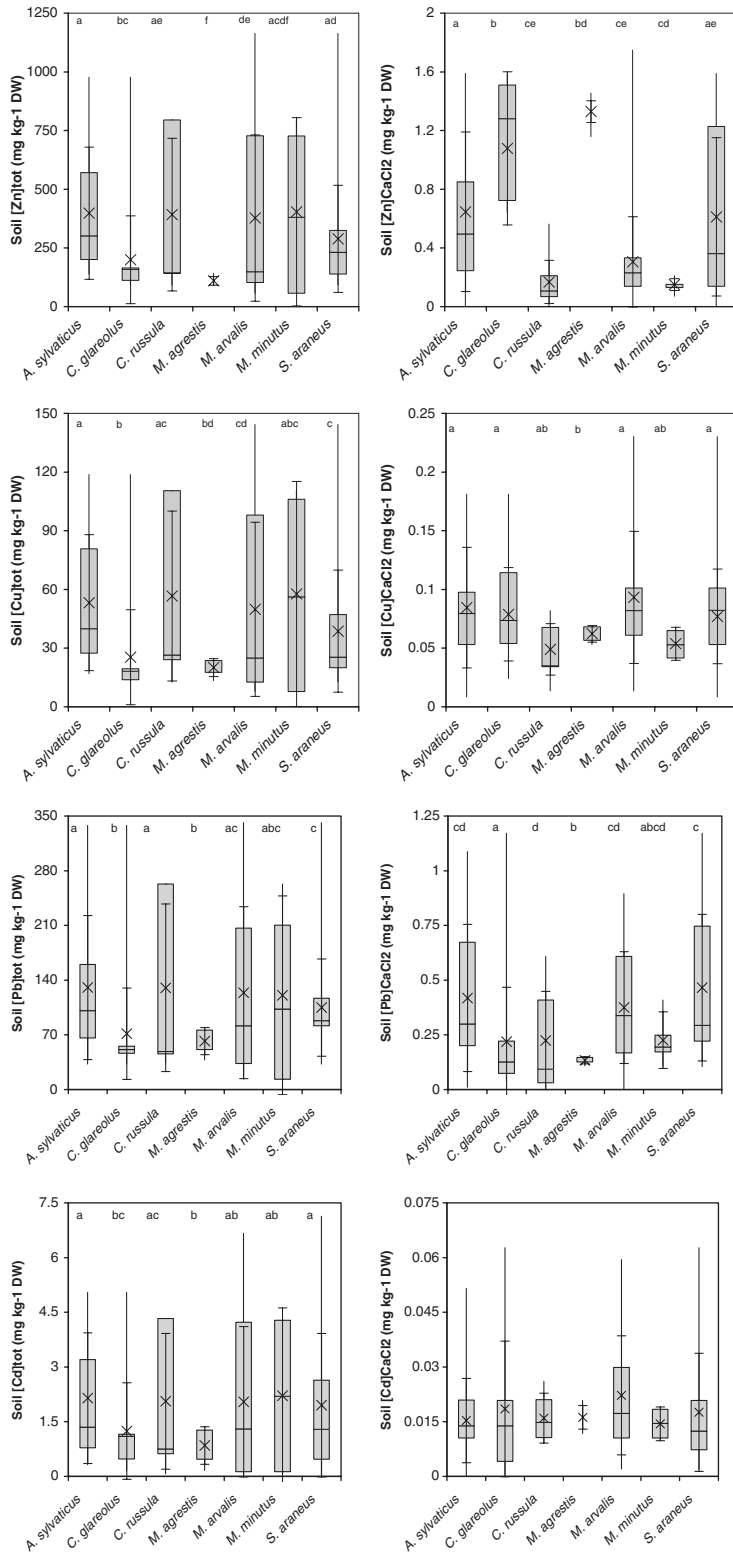 1250
1000
750
500
250
0
Soil [Zn]tot (mg kg-1 DW)
a bc ae f de acdf ad
A. sylvaticus
C. glareolus
C. russula
M. agrestis
M. arvalis
M. minutus
S. araneus
2
1.6
1.2
0.8
0.4
0
Soil [Zn]CaCl2 (mg kg-1 DW)
a b ce bd ce cd ae
A. sylvaticus
C. glareolus
C. russula
M. agrestis
M. arvalis
M. minutus
S. araneus
150
120
90
60
30
0
Soil [Cu]tot (mg kg-1 DW)
a b ac bd cd abc c
A. sylvaticus
C. glareolus
C. russula
M. agrestis
M. arvalis
M. minutus
S. araneus
0.25
0.2
0.15
0.1
0.05
0
Soil [Cu]CaCl2 (mg kg-1 DW)
a a ab b a ab a
A. sylvaticus
C. glareolus
C. russula
M. agrestis
M. arvalis
M. minutus
S. araneus
350
280
210
140
70
0
Soil [Pb]tot (mg kg-1 DW)
a b a b ac abc c
A. sylvaticus
C. glareolus
C. russula
M. agrestis
M. arvalis
M. minutus
S. araneus
1.25
1
0.75
0.5
0.25
0
Soil [Pb]CaCl2 (mg kg-1 DW)
cd a d b cd abcd c
A. sylvaticus
C. glareolus
C. russula
M. agrestis
M. arvalis
M. minutus
S. araneus
7.5
6
4.5
3
1.5
0
Soil [Cd]tot (mg kg-1 DW)
a bc ac b ab ab a
A. sylvaticus
C. glareolus
C. russula
M. agrestis
M. arvalis
M. minutus
S. araneus
0.075
0.06
0.045
0.03
0.015
0
Soil [Cd]CaCl2 (mg kg-1 DW)
A. sylvaticus
C. glareolus
C. russula
M. agrestis
M. arvalis
M. minutus
S. araneus